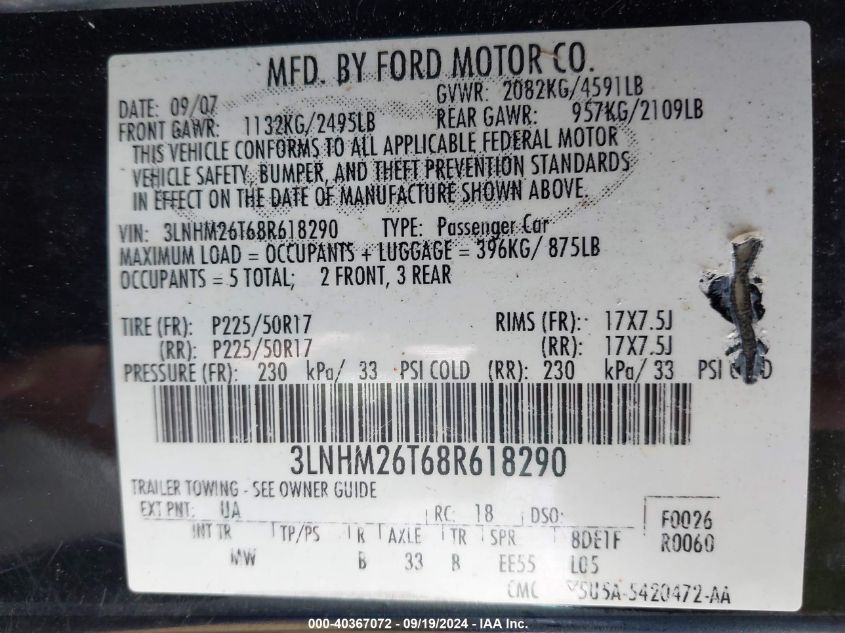 MFD. BY FORD MOTOR CO.
DATE: 09/07 GVWR: 2082KG/4591LB
FRONT GAWR: 1132KG/2495LB REAR GAWR: 957KG/2109LB
THIS VEHICLE CONFORMS TO ALL APPLICABLE FEDERAL MOTOR
VEHICLE SAFETY, BUMPER, AND THEFT PREVENTION STANDARDS
IN EFFECT ON THE DATE OF MANUFACTURE SHOWN ABOVE.
VIN: 3LNHM26T68R618290 TYPE: Passenger Car
MAXIMUM LOAD = OCCUPANTS + LUGGAGE = 396KG/ 875LB
OCCUPANTS = 5 TOTAL; 2 FRONT, 3 REAR
TIRE (FR): P225/50R17 RIMS (FR): 17X7.5J
(RR): P225/50R17 (RR): 17X7.5J
PRESSURE (FR): 230 kPa/ 33 PSI COLD (RR): 230 kPa/ 33 PSI COLD
3LNHM26T68R618290
TRAILER TOWING - SEE OWNER GUIDE
EXT PNT: UA RC: 18 DSO: F0026
INT TR TP/PS R AXLE TR SPR 8DE1F R0060
MW B 33 B EE55 L05
CMC 5U5A-5420472-AA
000-40367072 - 09/19/2024 - IAA Inc.